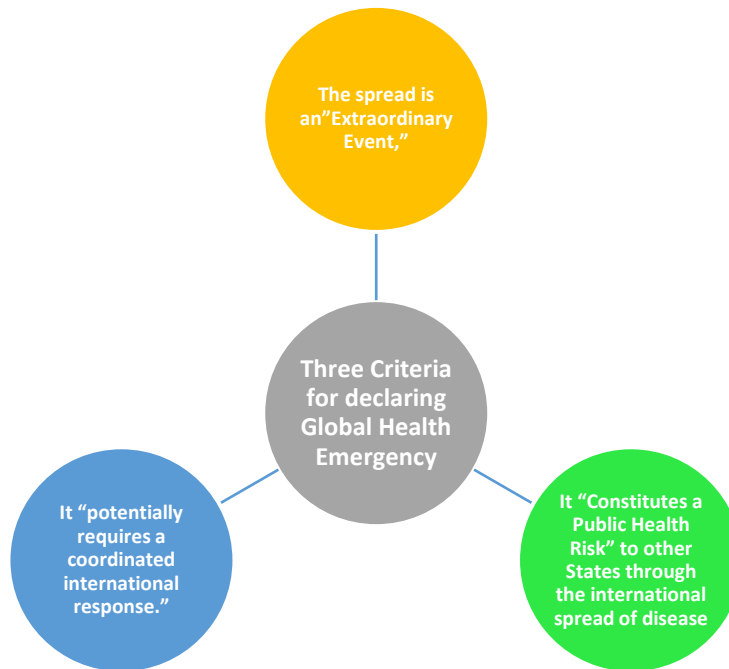 The spread is
an”Extraordinary
Event,”
Three Criteria
for declaring
Global Health
Emergency
It “potentially
requires a
coordinated
international
response.”
It “Constitutes a
Public Health
Risk” to other
States through
the international
spread of disease